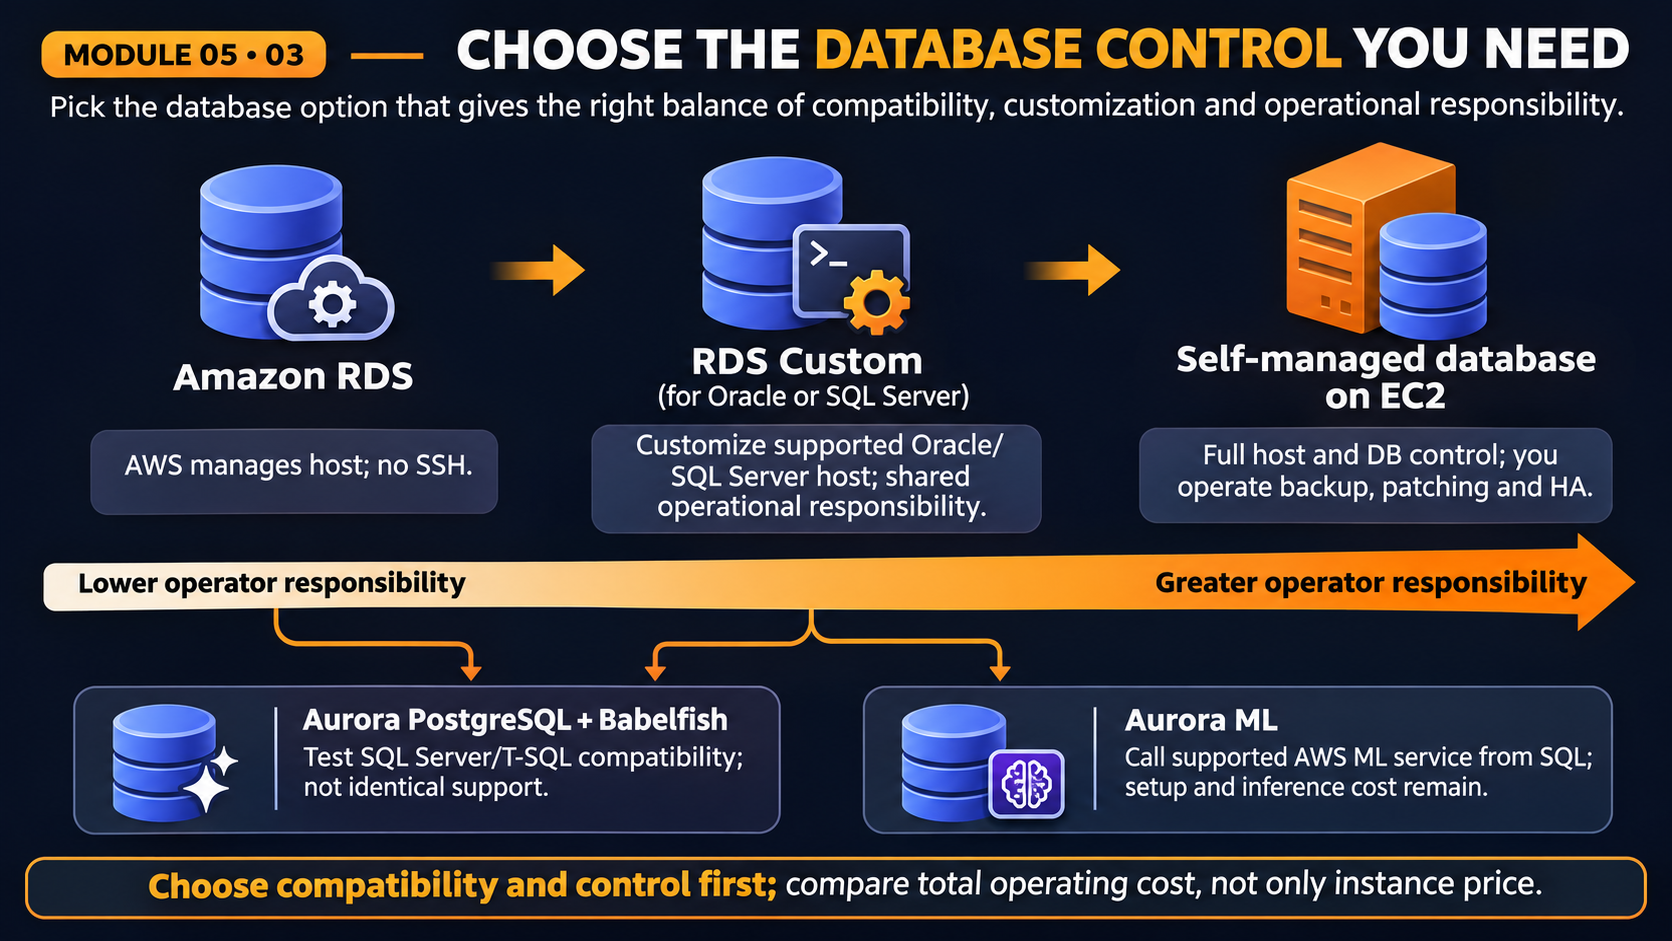 MODULE 05 • 03
CHOOSE THE DATABASE CONTROL YOU NEED
Pick the database option that gives the right balance of compatibility, customization and operational responsibility.
>_
Amazon RDS
AWS manages host; no SSH.
RDS Custom
(for Oracle or SQL Server)
Customize supported Oracle/
SQL Server host; shared
operational responsibility.
Self-managed database
on EC2
Full host and DB control; you
operate backup, patching and HA.
Lower operator responsibility
Greater operator responsibility
Aurora PostgreSQL + Babelfish
Test SQL Server/T-SQL compatibility;
not identical support.
Aurora ML
Call supported AWS ML service from SQL;
setup and inference cost remain.
Choose compatibility and control first; compare total operating cost, not only instance price.